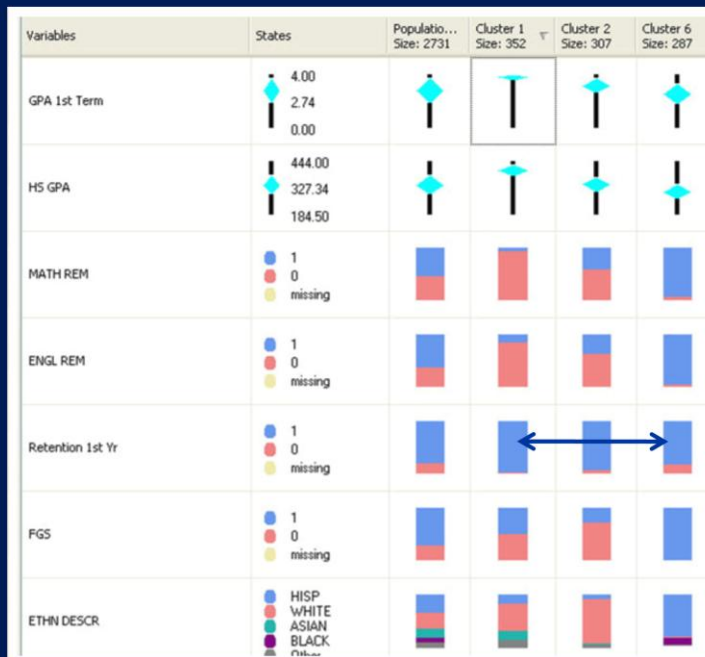 Variables States Populatio... Cluster 1 Cluster 2 Cluster 6
Size: 2731 Size: 352 Size: 307 Size: 287
GPA 1st Term
4.00
2.74
0.00
HS GPA
444.00
327.34
184.50
MATH REM
1
0
missing
ENGL REM
1
0
missing
Retention 1st Yr
1
0
missing
FGS
1
0
missing
ETHN DESCR
HISP
WHITE
ASIAN
BLACK
Other